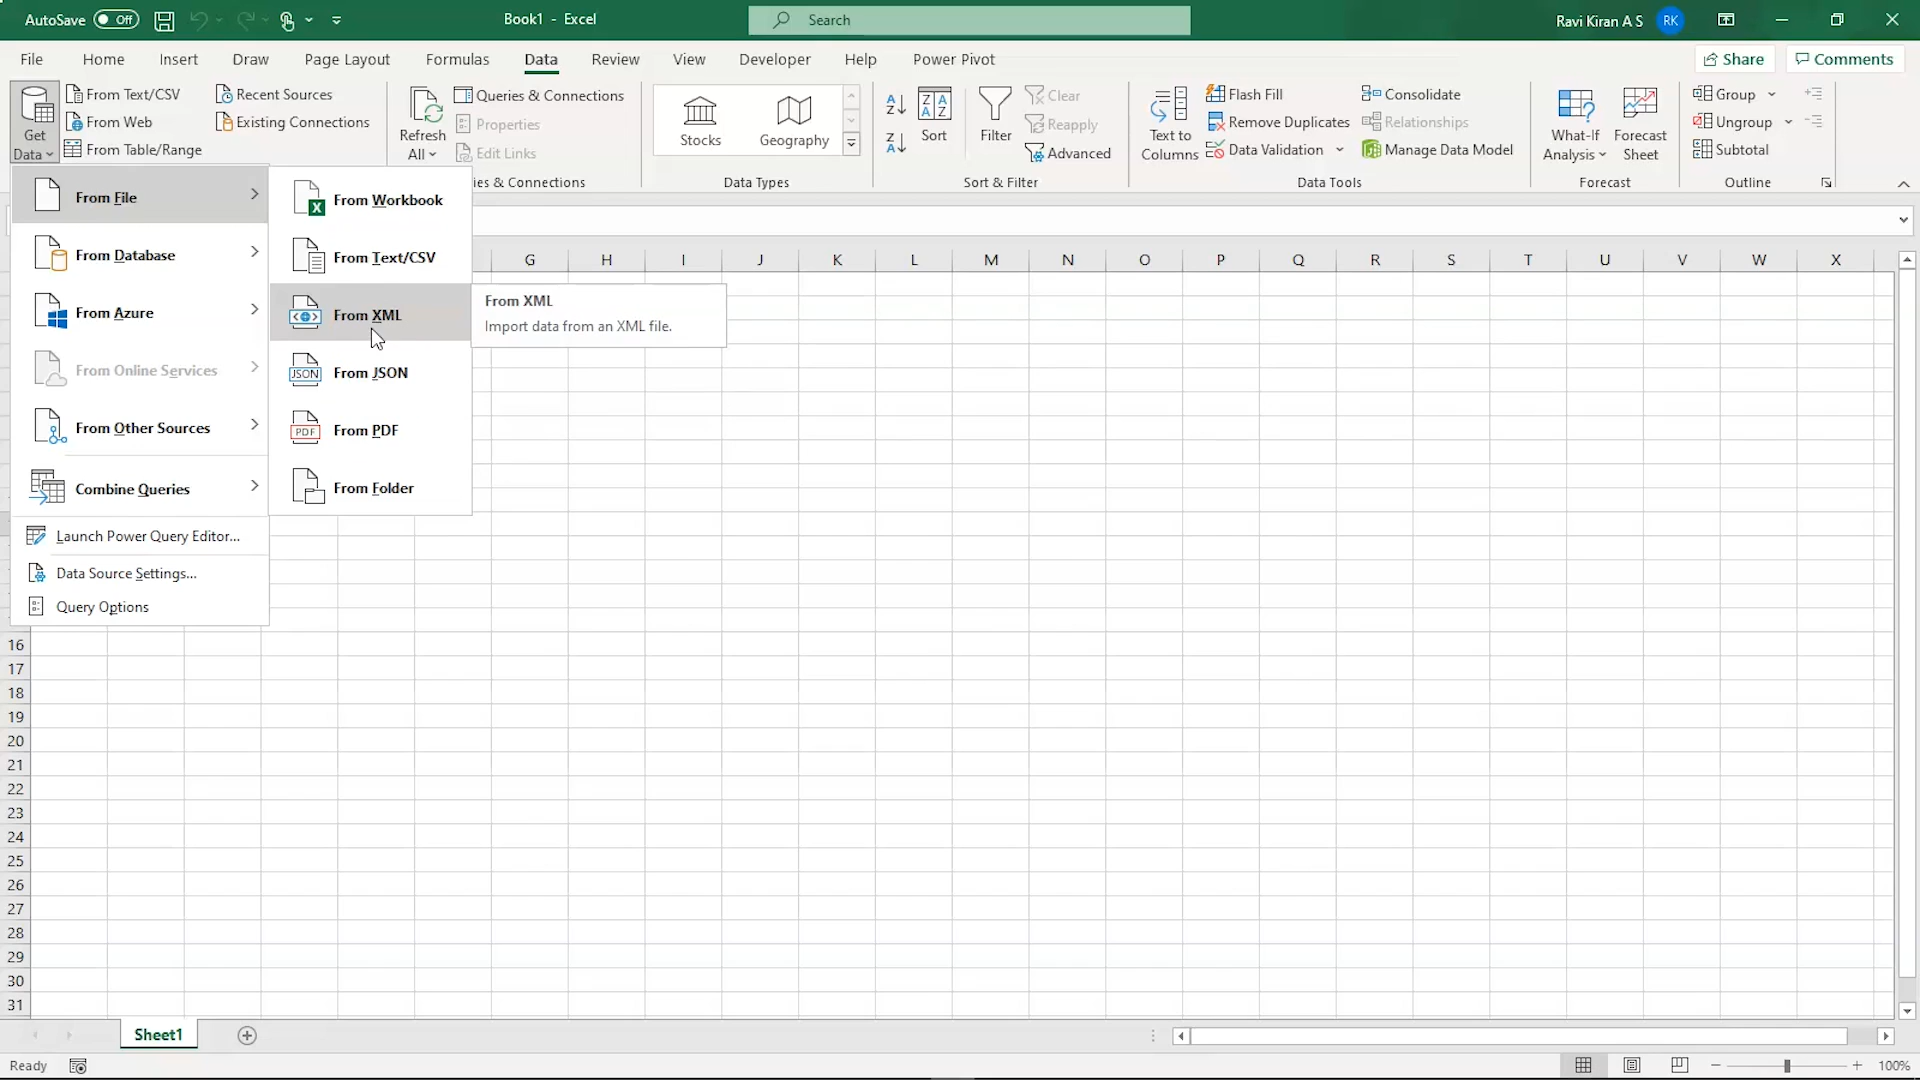 AutoSave Off Book1 - Excel Search Ravi Kiran A S RK
File Home Insert Draw Page Layout Formulas Data Review View Developer Help Power Pivot Share Comments
Get Data
From Text/CSV
From Web
From Table/Range
Recent Sources
Existing Connections
Refresh All
Queries & Connections
Properties
Edit Links
ies & Connections
Stocks
Geography
Data Types
Sort
Filter
Clear
Reapply
Advanced
Sort & Filter
Text to Columns
Flash Fill
Remove Duplicates
Data Validation
Consolidate
Relationships
Manage Data Model
Data Tools
What-If Analysis
Forecast Sheet
Forecast
Group
Ungroup
Subtotal
Outline
From File
From Database
From Azure
From Online Services
From Other Sources
Combine Queries
Launch Power Query Editor...
Data Source Settings...
Query Options
From Workbook
From Text/CSV
From XML
JSON From JSON
PDF From PDF
From Folder
From XML
Import data from an XML file.
G H I J K L M N O P Q R S T U V W X
16
17
18
19
20
21
22
23
24
25
26
27
28
29
30
31
Sheet1
Ready 100%